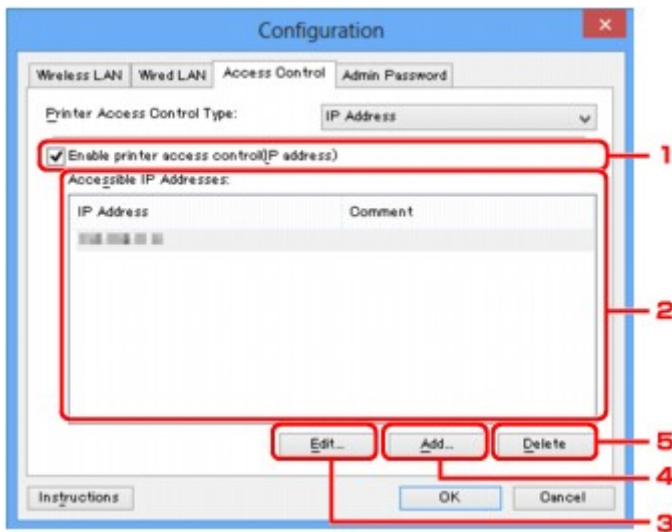 Configuration
Wireless LAN Wired LAN Access Control Admin Password
Printer Access Control Type: IP Address
Enable printer access control(IP address) 1
Accessible IP Addresses:
IP Address Comment
2
Edit... Add... Delete 5
4
Instructions OK Cancel
3